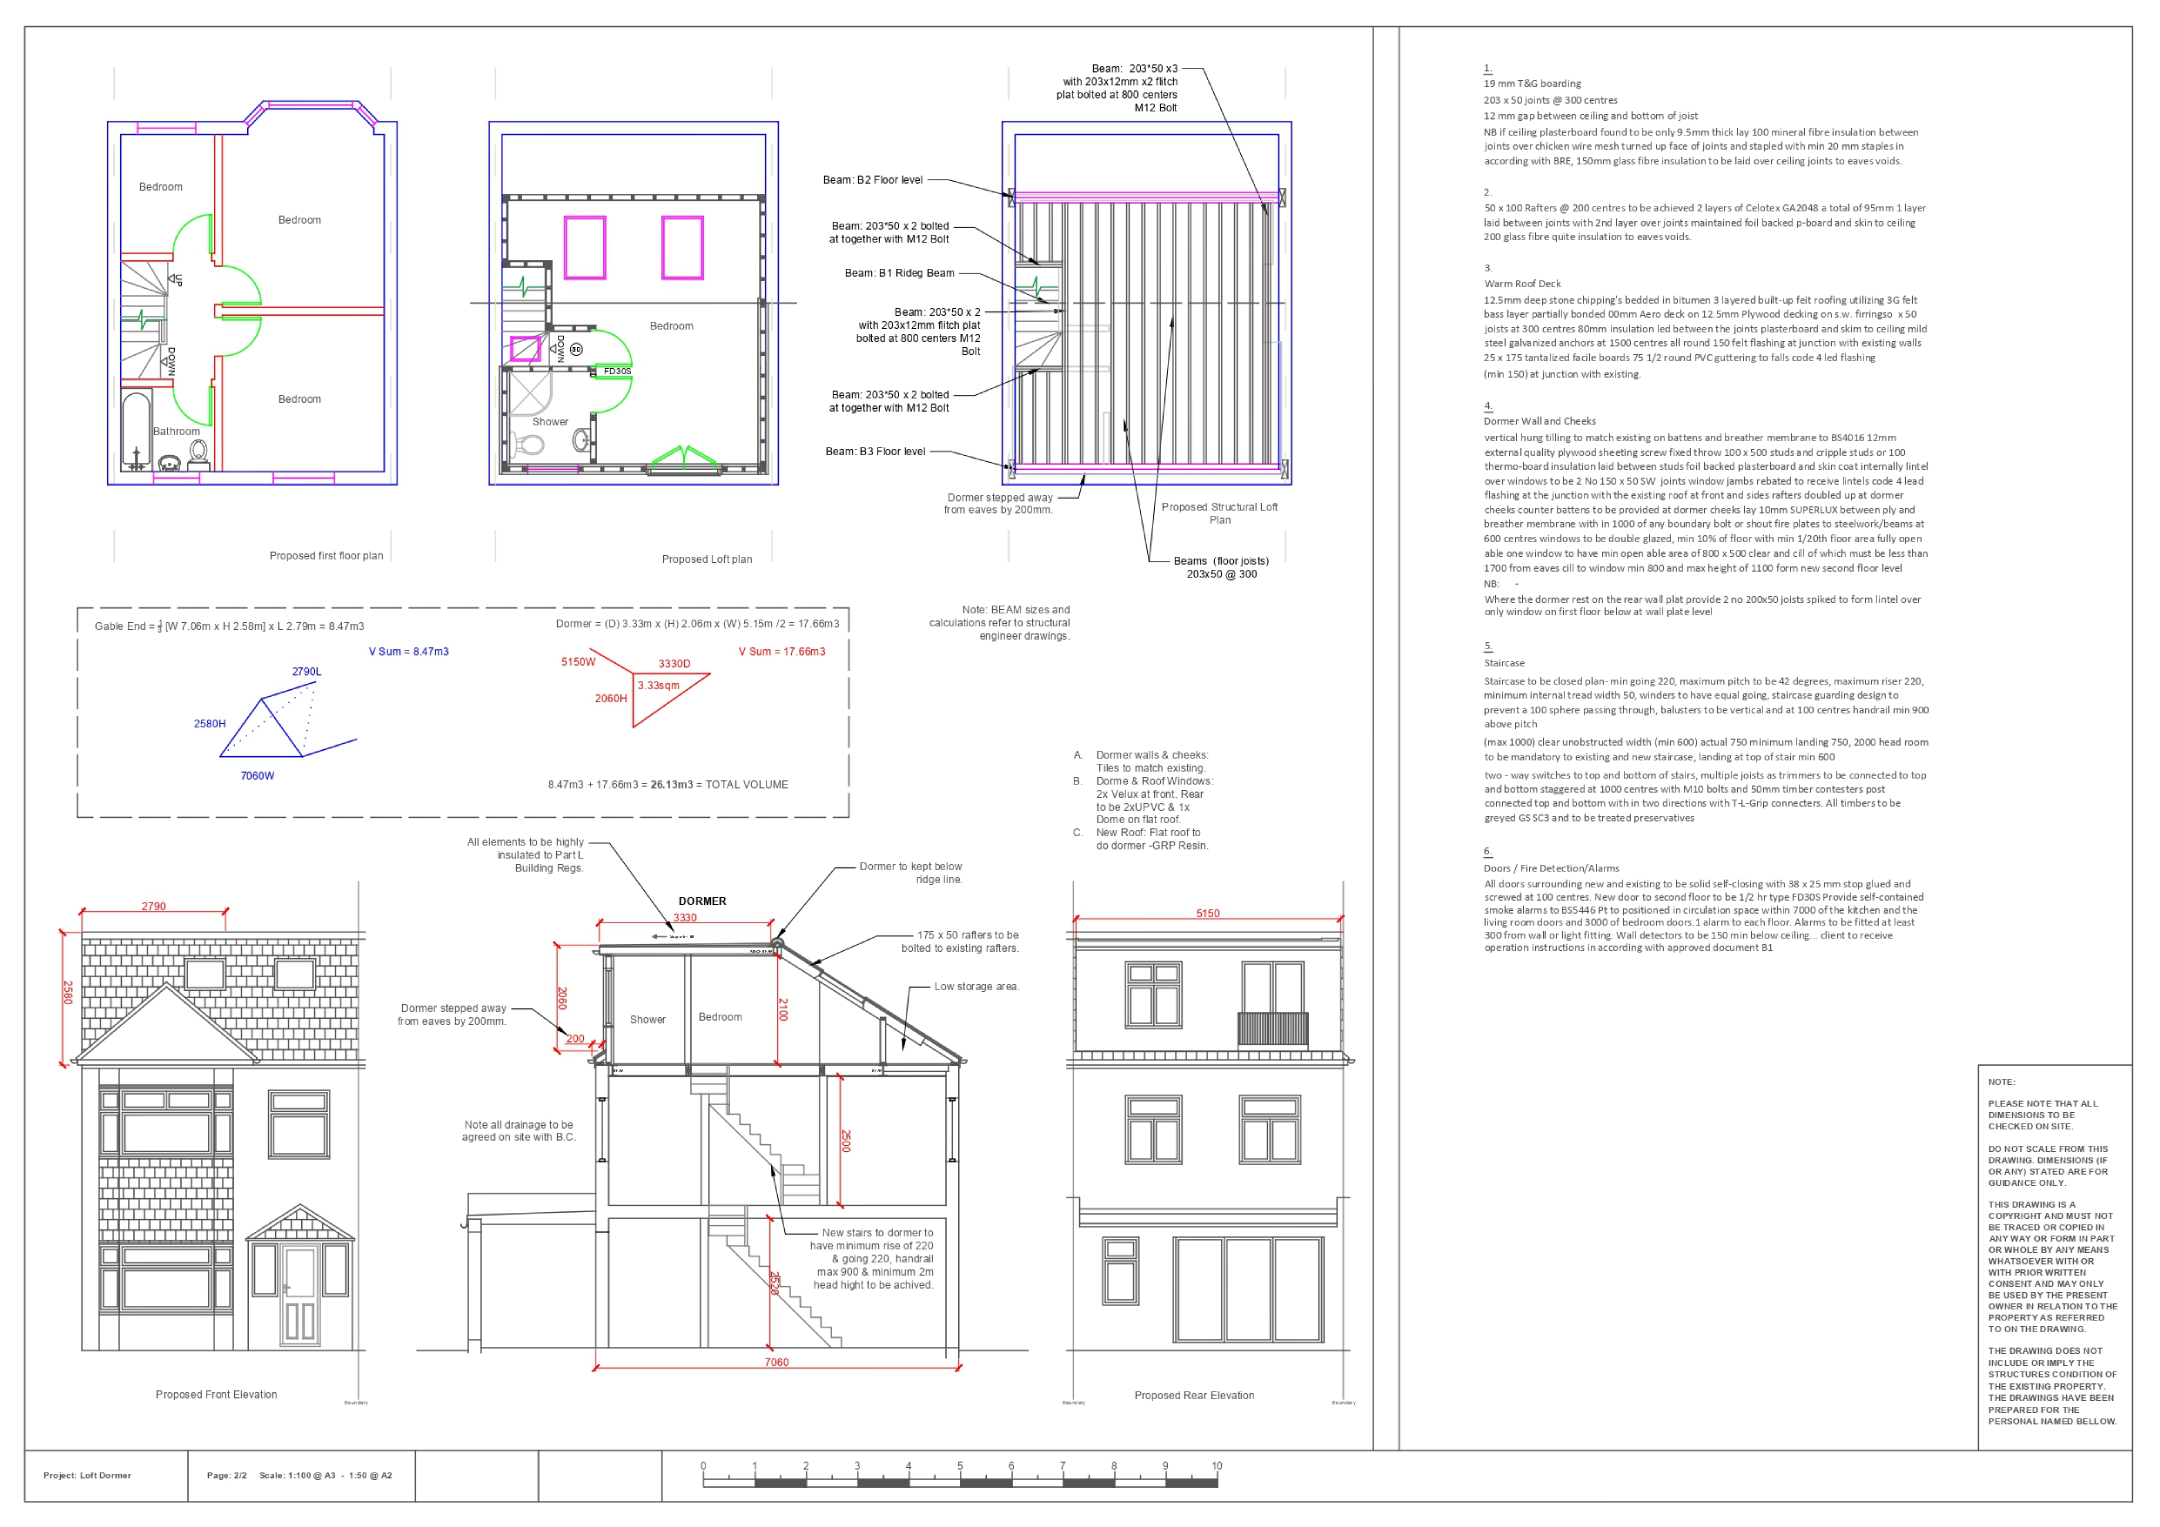 Beam: 203*50 x3
with 203x12mm x2 flitch
plat bolted at 800 centers
M12 Bolt
Bedroom
Bedroom
UP
DOWN
Bedroom
Bathroom
Proposed first floor plan
Bedroom
DOWN
SD
FD30S
Shower
Proposed Loft plan
Beam: B2 Floor level
Beam: 203*50 x 2 bolted
at together with M12 Bolt
Beam: B1 Rideg Beam
Beam: 203*50 x 2
with 203x12mm flitch plat
bolted at 800 centers M12
Bolt
Beam: 203*50 x 2 bolted
at together with M12 Bolt
Beam: B3 Floor level
Dormer stepped away
from eaves by 200mm.
Proposed Structural Loft
Plan
Beams (floor joists)
203x50 @ 300
Gable End = ⅓ [W 7.06m x H 2.58m] x L 2.79m = 8.47m3
V Sum = 8.47m3
2790L
2580H
7060W
Dormer = (D) 3.33m x (H) 2.06m x (W) 5.15m /2 = 17.66m3
V Sum = 17.66m3
5150W
3330D
3.33sqm
2060H
8.47m3 + 17.66m3 = 26.13m3 = TOTAL VOLUME
Note: BEAM sizes and
calculations refer to structural
engineer drawings.
A. Dormer walls & cheeks:
Tiles to match existing.
B. Dorme & Roof Windows:
2x Velux at front. Rear
to be 2xUPVC & 1x
Dome on flat roof.
C. New Roof: Flat roof to
do dormer -GRP Resin.
2790
2580
Proposed Front Elevation
Boundary
All elements to be highly
insulated to Part L
Building Regs.
Dormer to kept below
ridge line.
DORMER
3330
175 x 50 rafters to be
bolted to existing rafters.
Low storage area.
2060
2100
Shower
Bedroom
Dormer stepped away
from eaves by 200mm.
200
Note all drainage to be
agreed on site with B.C.
2500
New stairs to dormer to
have minimum rise of 220
& going 220, handrail
max 900 & minimum 2m
head hight to be achived.
2520
7060
5150
Proposed Rear Elevation
Boundary
Boundary
1.
19 mm T&G boarding
203 x 50 joints @ 300 centres
12 mm gap between ceiling and bottom of joist
NB if ceiling plasterboard found to be only 9.5mm thick lay 100 mineral fibre insulation between
joints over chicken wire mesh turned up face of joints and stapled with min 20 mm staples in
according with BRE, 150mm glass fibre insulation to be laid over ceiling joints to eaves voids.
2.
50 x 100 Rafters @ 200 centres to be achieved 2 layers of Celotex GA2048 a total of 95mm 1 layer
laid between joints with 2nd layer over joints maintained foil backed p-board and skin to ceiling
200 glass fibre quite insulation to eaves voids.
3.
Warm Roof Deck
12.5mm deep stone chipping's bedded in bitumen 3 layered built-up feit roofing utilizing 3G felt
bass layer partially bonded 00mm Aero deck on 12.5mm Plywood decking on s.w. firringso x 50
joists at 300 centres 80mm insulation led between the joints plasterboard and skim to ceiling mild
steel galvanized anchors at 1500 centres all round 150 felt flashing at junction with existing walls
25 x 175 tantalized facile boards 75 1/2 round PVC guttering to falls code 4 led flashing
(min 150) at junction with existing.
4.
Dormer Wall and Cheeks
vertical hung tilling to match existing on battens and breather membrane to BS4016 12mm
external quality plywood sheeting screw fixed throw 100 x 500 studs and cripple studs or 100
thermo-board insulation laid between studs foil backed plasterboard and skin coat internally lintel
over windows to be 2 No 150 x 50 SW joints window jambs rebated to receive lintels code 4 lead
flashing at the junction with the existing roof at front and sides rafters doubled up at dormer
cheeks counter battens to be provided at dormer cheeks lay 10mm SUPERLUX between ply and
breather membrane with in 1000 of any boundary bolt or shout fire plates to steelwork/beams at
600 centres windows to be double glazed, min 10% of floor with min 1/20th floor area fully open
able one window to have min open able area of 800 x 500 clear and cill of which must be less than
1700 from eaves cill to window min 800 and max height of 1100 form new second floor level
NB: -
Where the dormer rest on the rear wall plat provide 2 no 200x50 joists spiked to form lintel over
only window on first floor below at wall plate level
5.
Staircase
Staircase to be closed plan- min going 220, maximum pitch to be 42 degrees, maximum riser 220,
minimum internal tread width 50, winders to have equal going, staircase guarding design to
prevent a 100 sphere passing through, balusters to be vertical and at 100 centres handrail min 900
above pitch
(max 1000) clear unobstructed width (min 600) actual 750 minimum landing 750, 2000 head room
to be mandatory to existing and new staircase, landing at top of stair min 600
two - way switches to top and bottom of stairs, multiple joists as trimmers to be connected to top
and bottom staggered at 1000 centres with M10 bolts and 50mm timber contesters post
connected top and bottom with in two directions with T-L-Grip connecters. All timbers to be
greyed GS SC3 and to be treated preservatives
6.
Doors / Fire Detection/Alarms
All doors surrounding new and existing to be solid self-closing with 38 x 25 mm stop glued and
screwed at 100 centres. New door to second floor to be 1/2 hr type FD30S Provide self-contained
smoke alarms to BS5446 Pt to positioned in circulation space within 7000 of the kitchen and the
living room doors and 3000 of bedroom doors.1 alarm to each floor. Alarms to be fitted at least
300 from wall or light fitting. Wall detectors to be 150 min below ceiling... client to receive
operation instructions in according with approved document B1
NOTE:
PLEASE NOTE THAT ALL
DIMENSIONS TO BE
CHECKED ON SITE.
DO NOT SCALE FROM THIS
DRAWING. DIMENSIONS (IF
OR ANY) STATED ARE FOR
GUIDANCE ONLY.
THIS DRAWING IS A
COPYRIGHT AND MUST NOT
BE TRACED OR COPIED IN
ANY WAY OR FORM IN PART
OR WHOLE BY ANY MEANS
WHATSOEVER WITH OR
WITH PRIOR WRITTEN
CONSENT AND MAY ONLY
BE USED BY THE PRESENT
OWNER IN RELATION TO THE
PROPERTY AS REFERRED
TO ON THE DRAWING.
THE DRAWING DOES NOT
INCLUDE OR IMPLY THE
STRUCTURES CONDITION OF
THE EXISTING PROPERTY.
THE DRAWINGS HAVE BEEN
PREPARED FOR THE
PERSONAL NAMED BELLOW.
Project: Loft Dormer
Page: 2/2 Scale: 1:100 @ A3 - 1:50 @ A2
0 1 2 3 4 5 6 7 8 9 10